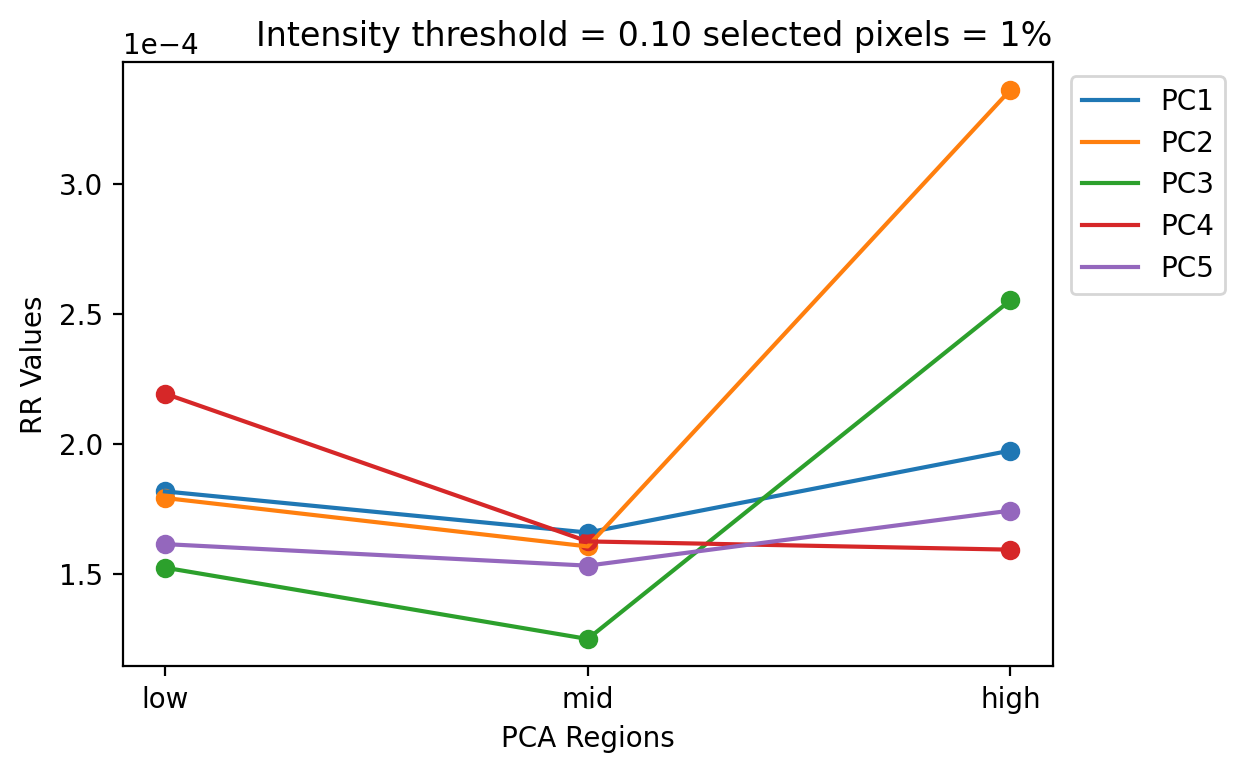 Intensity threshold = 0.10 selected pixels = 1%
1e−4
3.0
2.5
2.0
1.5
RR Values
low
mid
high
PCA Regions
PC1
PC2
PC3
PC4
PC5